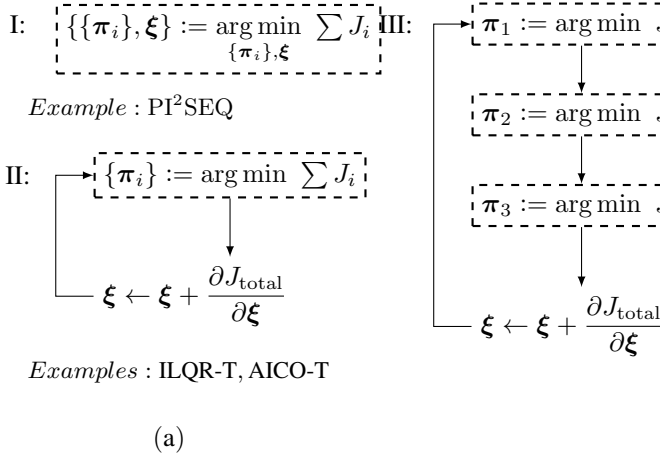 I: {{π_i}, ξ} := arg min ∑ J_i
{π_i},ξ
Example : PI²SEQ
II: {π_i} := arg min ∑ J_i
ξ ← ξ + ∂J_total / ∂ξ
Examples : ILQR-T, AICO-T
(a)
III: π_1 := arg min
π_2 := arg min
π_3 := arg min
ξ ← ξ + ∂J_total / ∂ξ